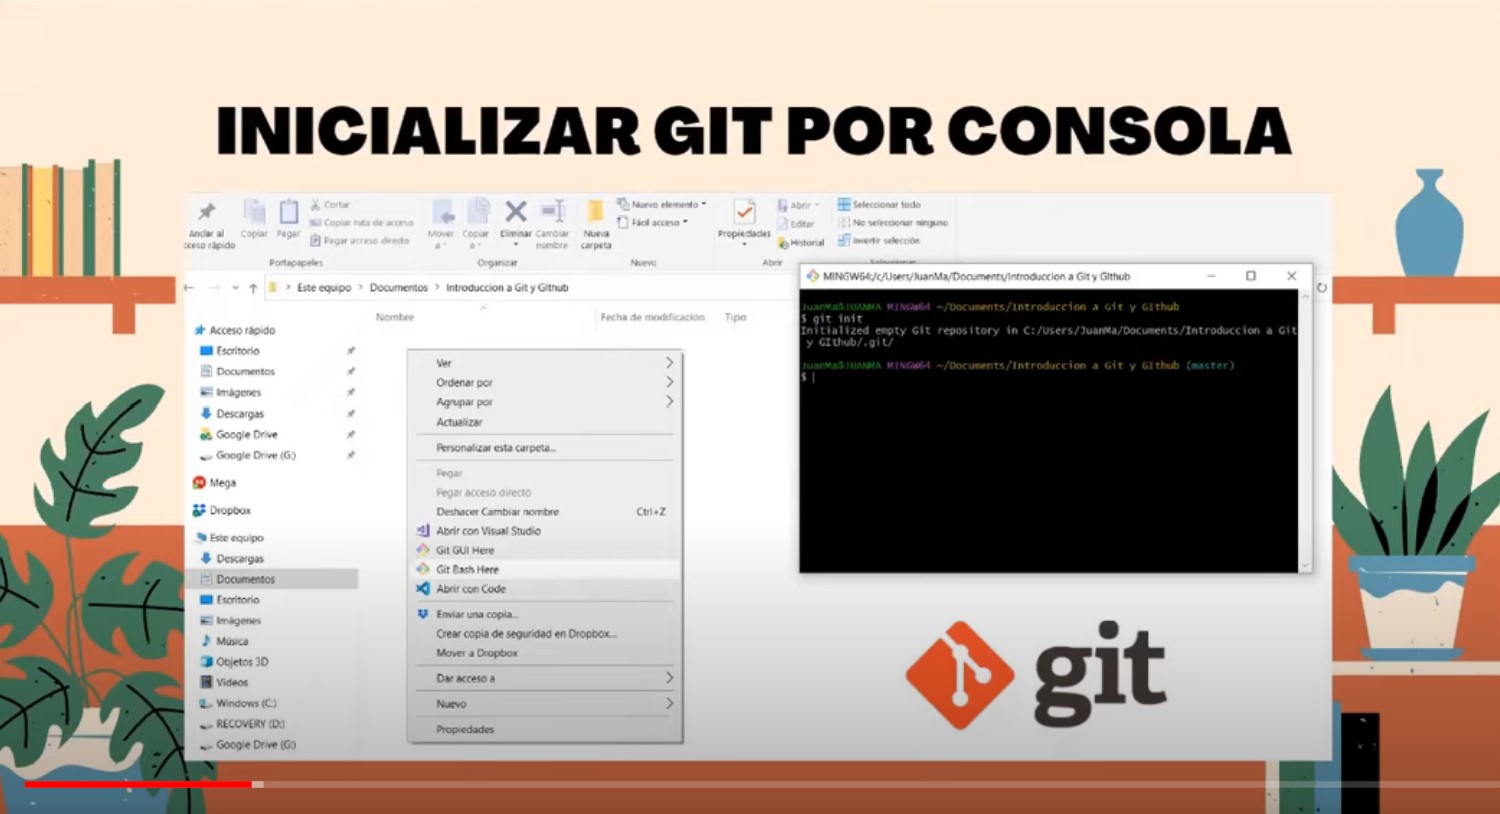 INICIALIZAR GIT POR CONSOLA
Anclar al
acceso rápido
Copiar
Pegar
Cortar
Copiar ruta de acceso
Pegar acceso directo
Portapapeles
Mover
a
Copiar
a
Eliminar
Cambiar
nombre
Organizar
Nueva
carpeta
Nuevo elemento
Fácil acceso
Nuevo
Propiedades
Abrir
Editar
Historial
Abrir
Seleccionar todo
No seleccionar ninguno
Invertir selección
Seleccionar
Este equipo > Documentos > Introduccion a Git y GIthub
Nombre
Fecha de modificación
Tipo
Acceso rápido
Escritorio
Documentos
Imágenes
Descargas
Google Drive
Google Drive (G:)
Mega
Dropbox
Este equipo
Descargas
Documentos
Escritorio
Imágenes
Música
Objetos 3D
Videos
Windows (C:)
RECOVERY (D:)
Google Drive (G:)
Ver
Ordenar por
Agrupar por
Actualizar
Personalizar esta carpeta...
Pegar
Pegar acceso directo
Deshacer Cambiar nombre Ctrl+Z
Abrir con Visual Studio
Git GUI Here
Git Bash Here
Abrir con Code
Enviar una copia...
Crear copia de seguridad en Dropbox...
Mover a Dropbox
Dar acceso a
Nuevo
Propiedades
MINGW64:/c/Users/JuanMa/Documents/Introduccion a Git y GIthub
JuanMa@JUANMA MINGW64 ~/Documents/Introduccion a Git y GIthub
$ git init
Initialized empty Git repository in C:/Users/JuanMa/Documents/Introduccion a Git
y GIthub/.git/
JuanMa@JUANMA MINGW64 ~/Documents/Introduccion a Git y GIthub (master)
$
git